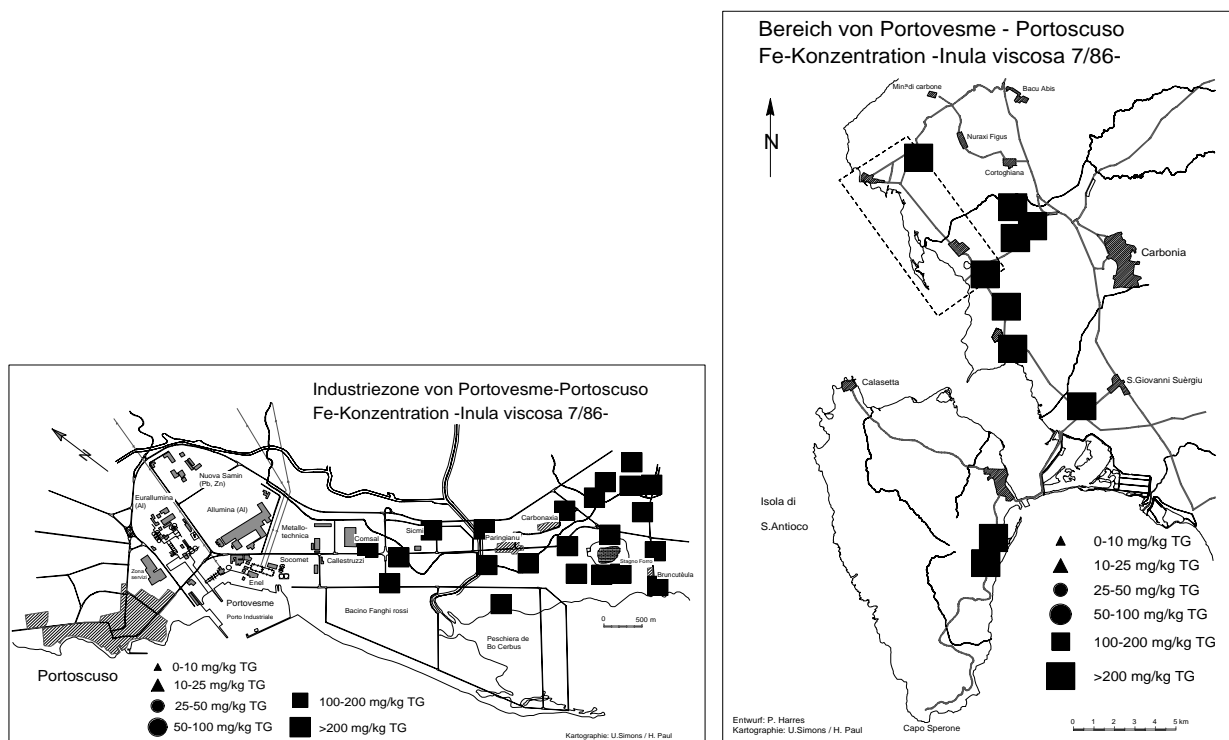 Industriezone von Portovesme-Portoscuso
Fe-Konzentration -Inula viscosa 7/86-
N
Nuova Samin
(Pb, Zn)
Eurallumina
(Al)
Allumina (Al)
Metallo-
technica
Comsal
Sicmi
Carbonaxia
Paringianu
Stagno Forru
Bruncutèula
Zona
servizi
Socomet
Callestruzzi
Enel
Portovesme
Porto Industriale
Bacino Fanghi rossi
Peschiera de
Bo Cerbus
0 500 m
Portoscuso
0-10 mg/kg TG
10-25 mg/kg TG
25-50 mg/kg TG
50-100 mg/kg TG
100-200 mg/kg TG
>200 mg/kg TG
Kartographie: U.Simons / H. Paul
Bereich von Portovesme - Portoscuso
Fe-Konzentration -Inula viscosa 7/86-
N
Min.ª di carbone
Bacu Abis
Nuraxi Figus
Cortoghiana
Carbonia
S.Giovanni Suèrgiu
Calasetta
Isola di
S.Antioco
0-10 mg/kg TG
10-25 mg/kg TG
25-50 mg/kg TG
50-100 mg/kg TG
100-200 mg/kg TG
>200 mg/kg TG
Entwurf: P. Harres
Kartographie: U.Simons / H. Paul
Capo Sperone
0 1 2 3 4 5 km